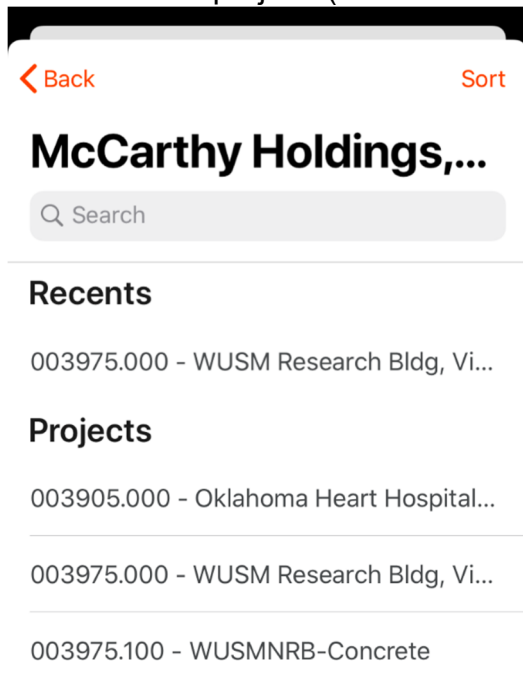 Back
Sort
McCarthy Holdings,...
Search
Recents
003975.000 - WUSM Research Bldg, Vi...
Projects
003905.000 - Oklahoma Heart Hospital...
003975.000 - WUSM Research Bldg, Vi...
003975.100 - WUSMNRB-Concrete